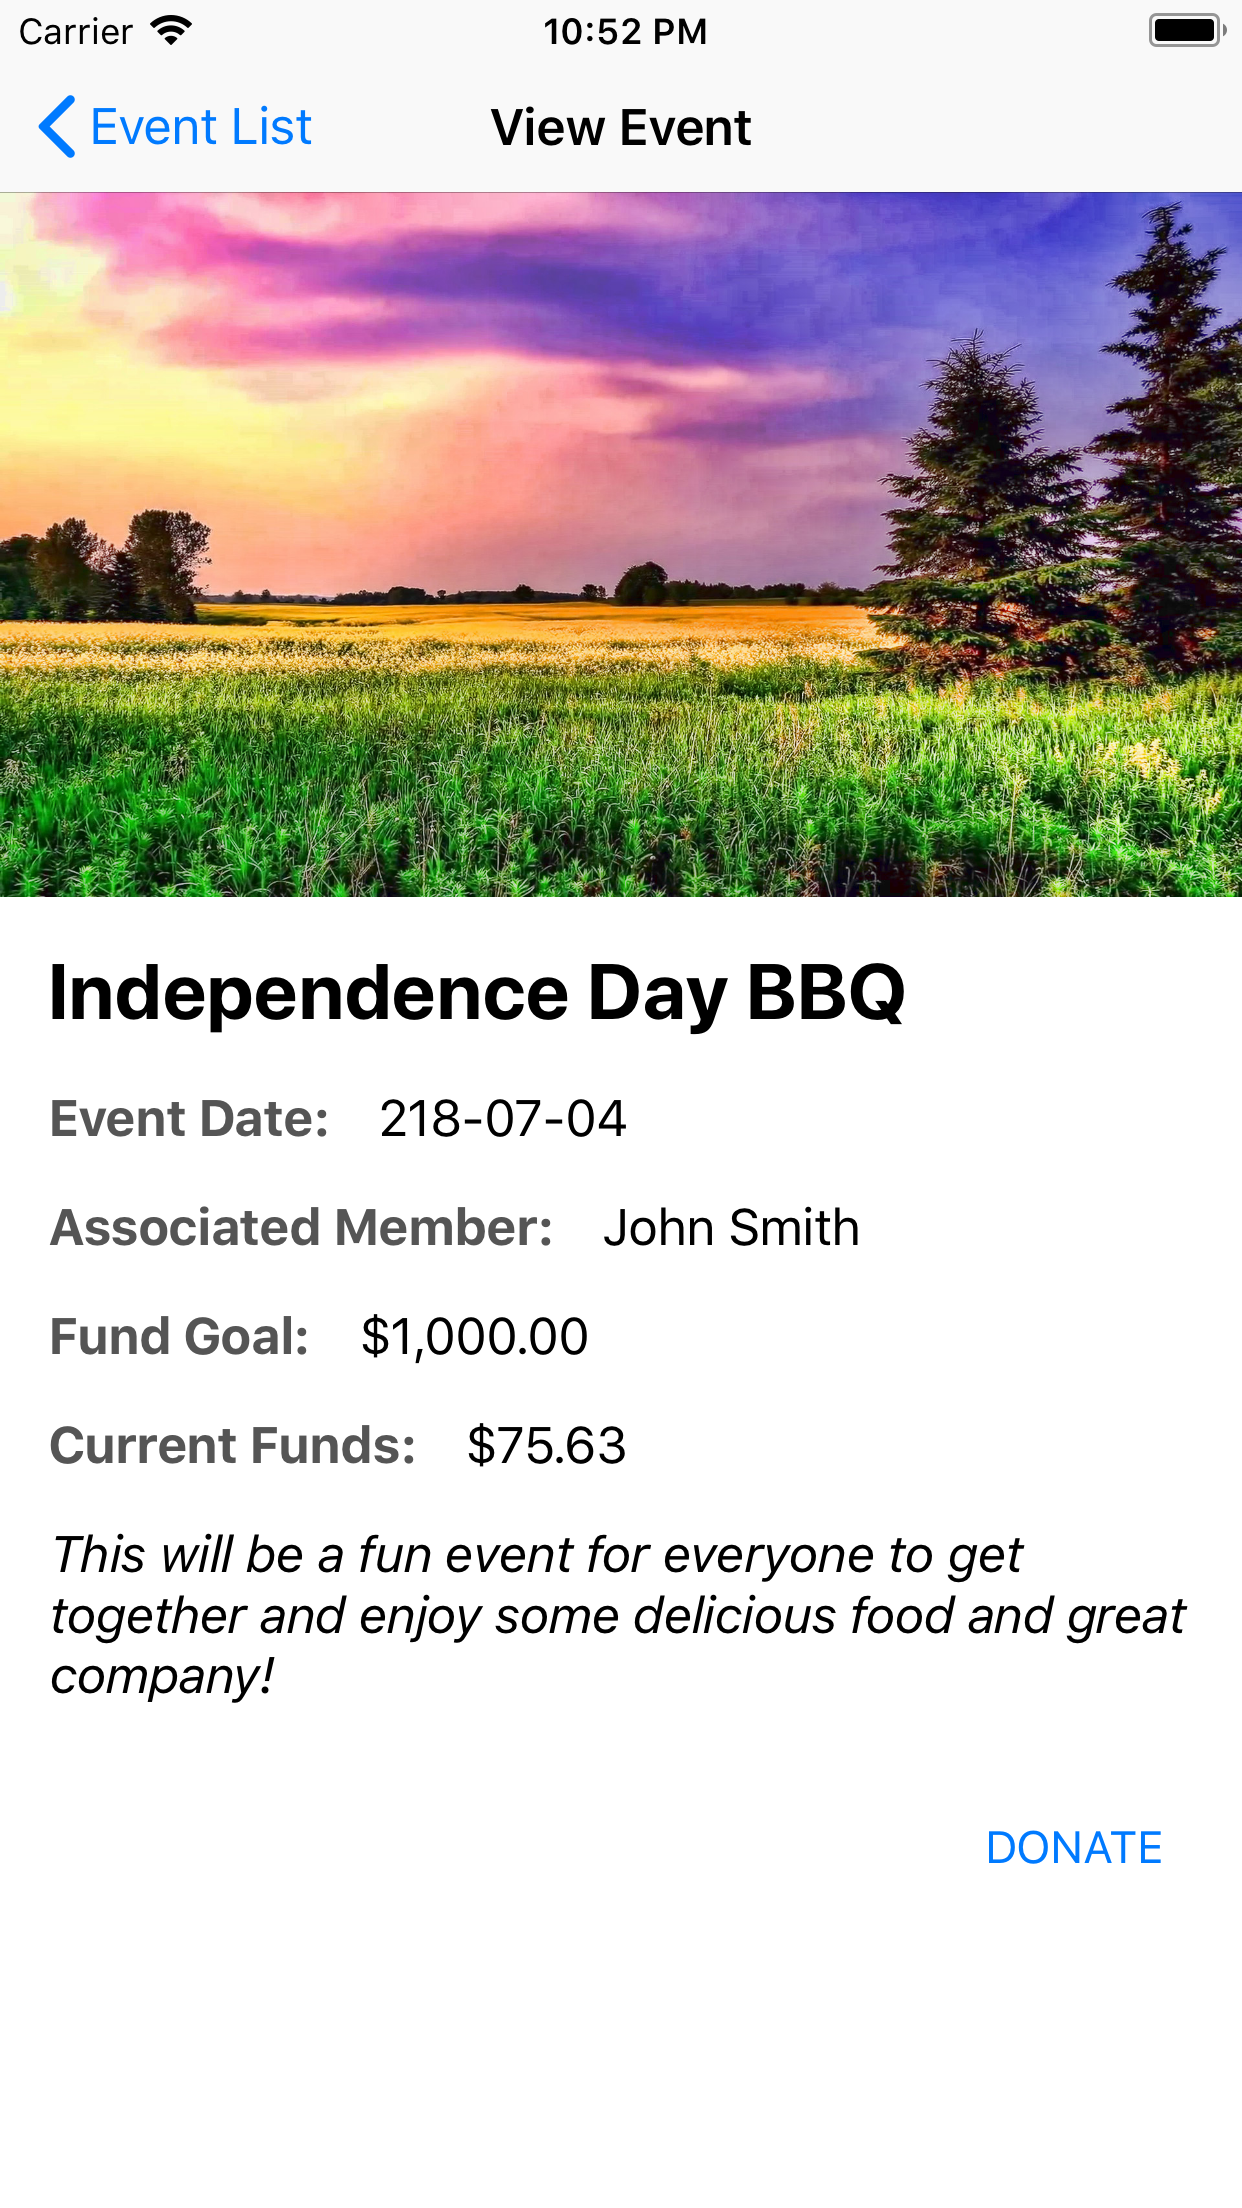 Carrier 10:52 PM
Event List View Event
Independence Day BBQ
Event Date: 218-07-04
Associated Member: John Smith
Fund Goal: $1,000.00
Current Funds: $75.63
This will be a fun event for everyone to get
together and enjoy some delicious food and great
company!
DONATE